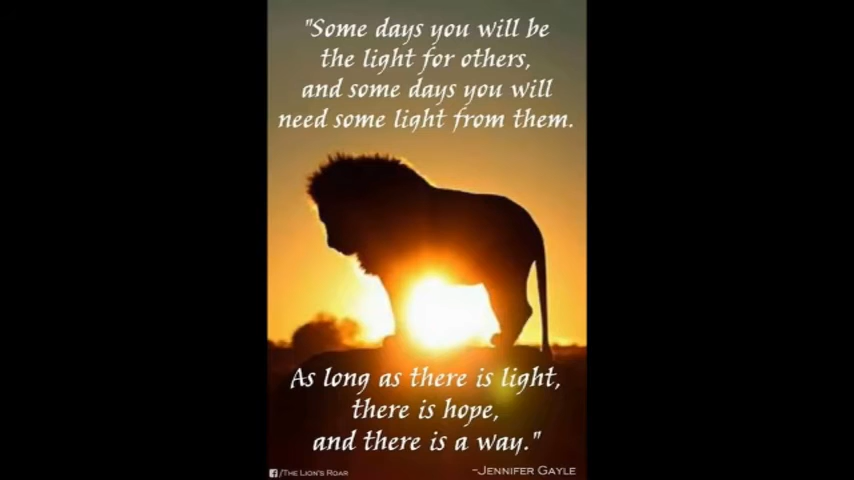 "Some days you will be
the light for others,
and some days you will
need some light from them.
As long as there is light,
there is hope,
and there is a way."
-Jennifer Gayle
f/The Lion's Roar